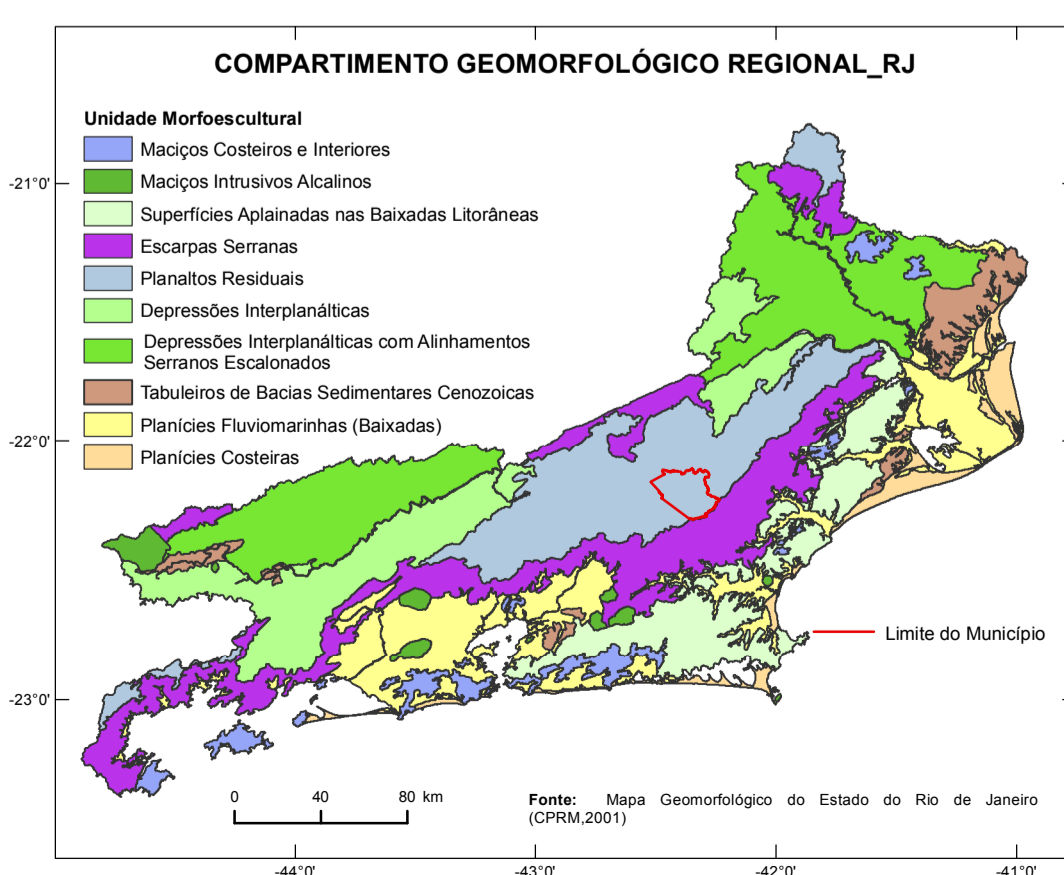 COMPARTIMENTO GEOMORFOLÓGICO REGIONAL_RJ
Unidade Morfoescultural
Maciços Costeiros e Interiores
Maciços Intrusivos Alcalinos
Superfícies Aplainadas nas Baixadas Litorâneas
Escarpas Serranas
Planaltos Residuais
Depressões Interplanálticas
Depressões Interplanálticas com Alinhamentos
Serranos Escalonados
Tabuleiros de Bacias Sedimentares Cenozoicas
Planícies Fluviomarinhas (Baixadas)
Planícies Costeiras
-21°0'
-22°0'
-23°0'
Limite do Município
0 40 80 km
Fonte: Mapa Geomorfológico do Estado do Rio de Janeiro
(CPRM,2001)
-44°0' -43°0' -42°0' -41°0'